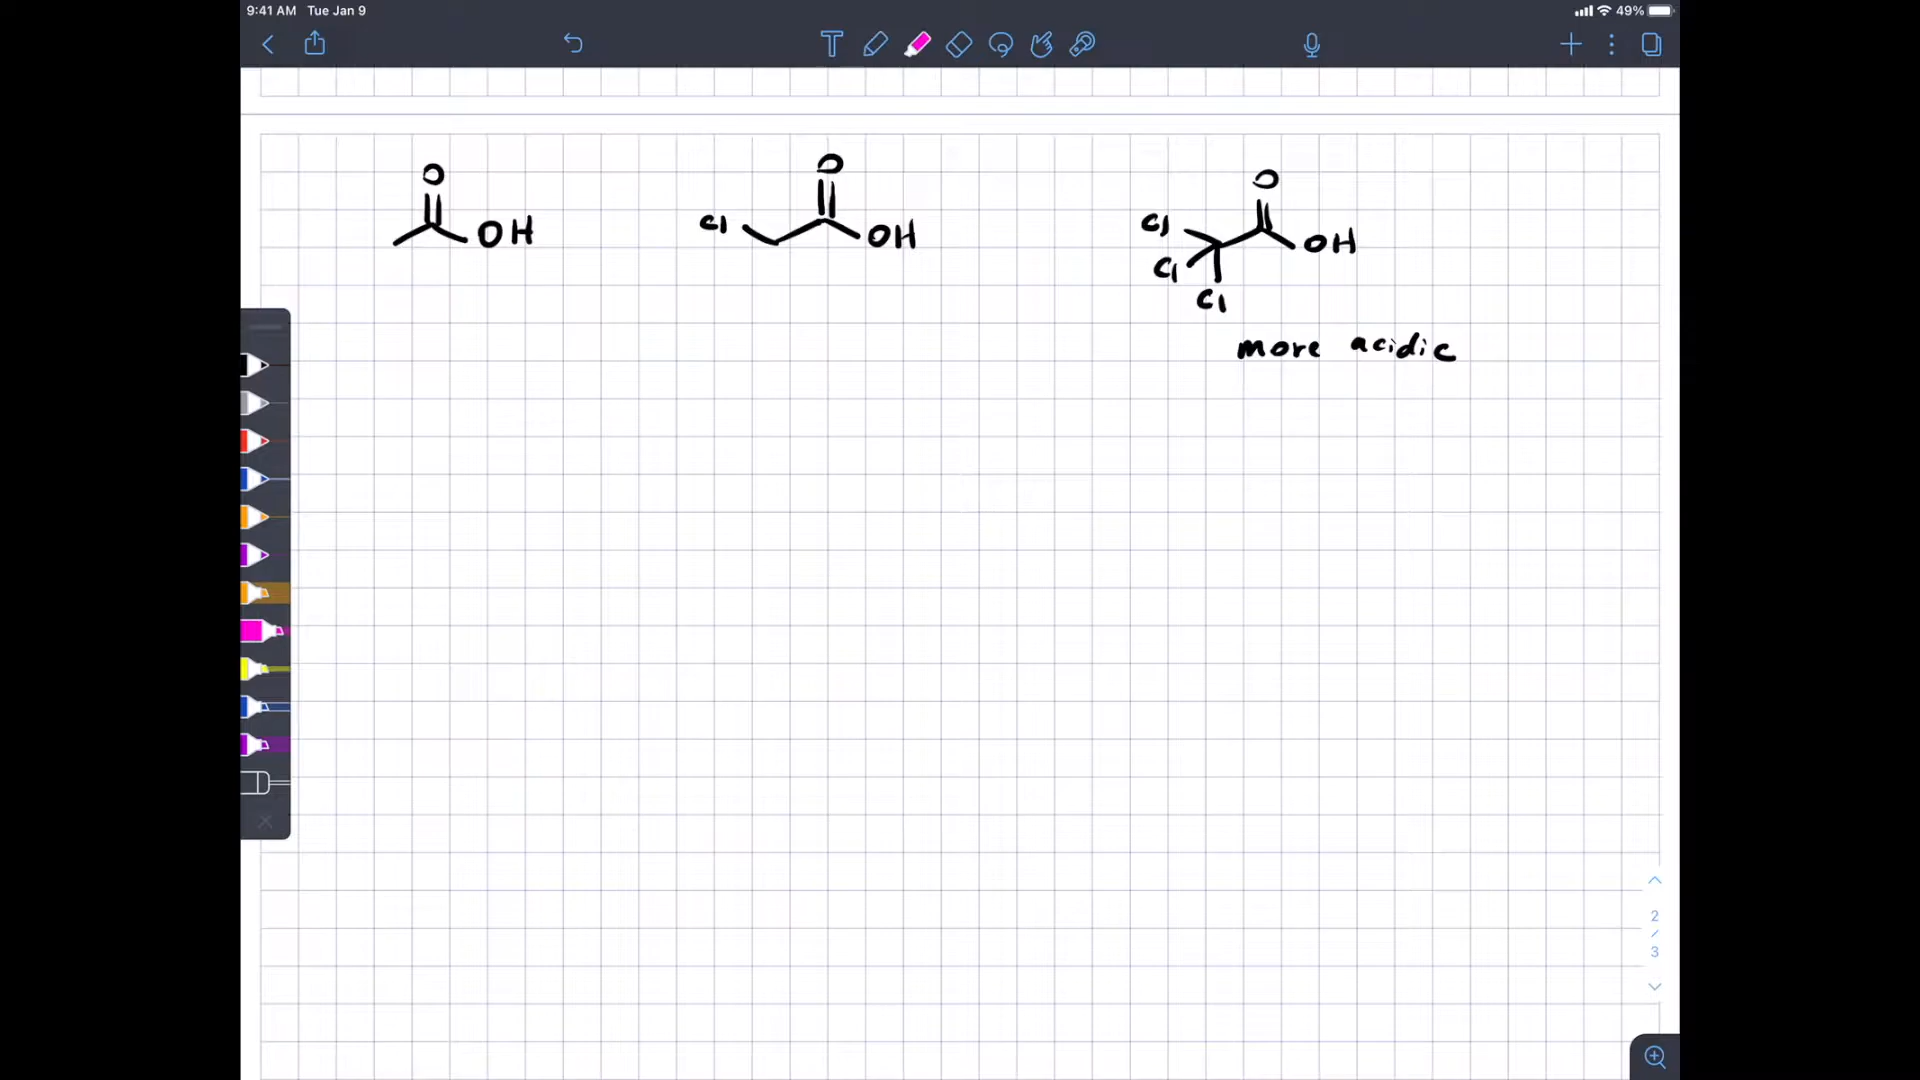 9:41 AM Tue Jan 9
49%
T
O
OH
O
Cl
OH
O
Cl
OH
Cl
Cl
more acidic
2
/
3